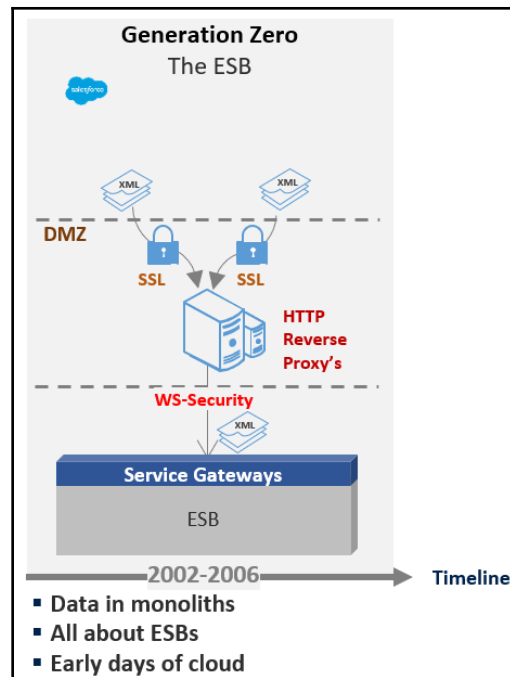 Generation Zero
The ESB
salesforce
XML
XML
DMZ
SSL
SSL
HTTP
Reverse
Proxy's
WS-Security
XML
Service Gateways
ESB
2002-2006
Timeline
▪ Data in monoliths
▪ All about ESBs
▪ Early days of cloud